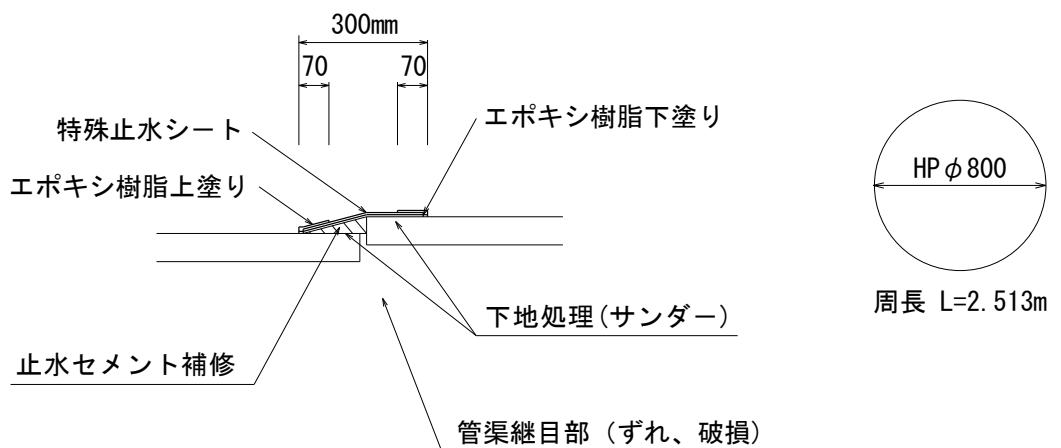 300mm
70
70
特殊止水シート
エポキシ樹脂下塗り
エポキシ樹脂上塗り
HPφ800
周長 L=2.513m
下地処理(サンダー)
止水セメント補修
管渠継目部（ずれ、破損）